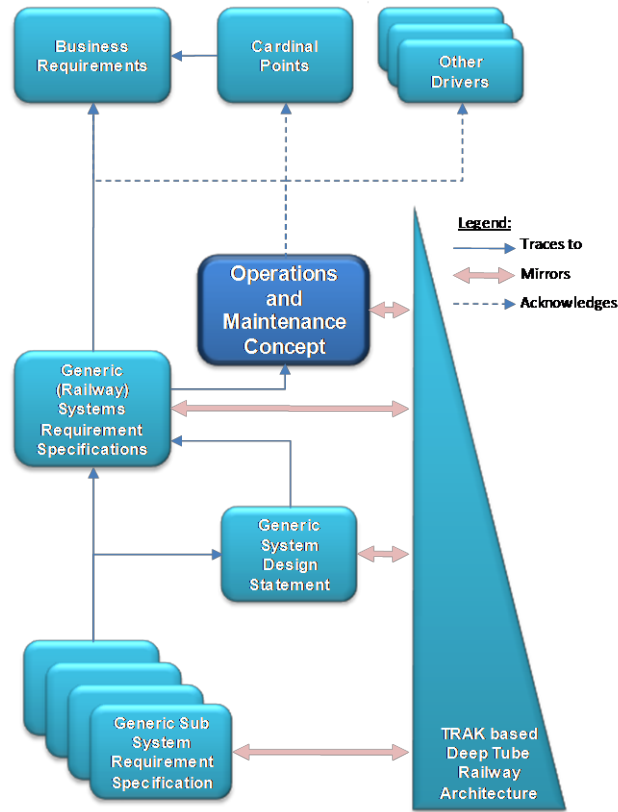 Business
Requirements
Cardinal
Points
Other
Drivers
Legend:
Traces to
Mirrors
Acknowledges
Operations
and
Maintenance
Concept
Generic
(Railway)
Systems
Requirement
Specifications
Generic
System
Design
Statement
Generic Sub
System
Requirement
Specification
TRAK based
Deep Tube
Railway
Architecture